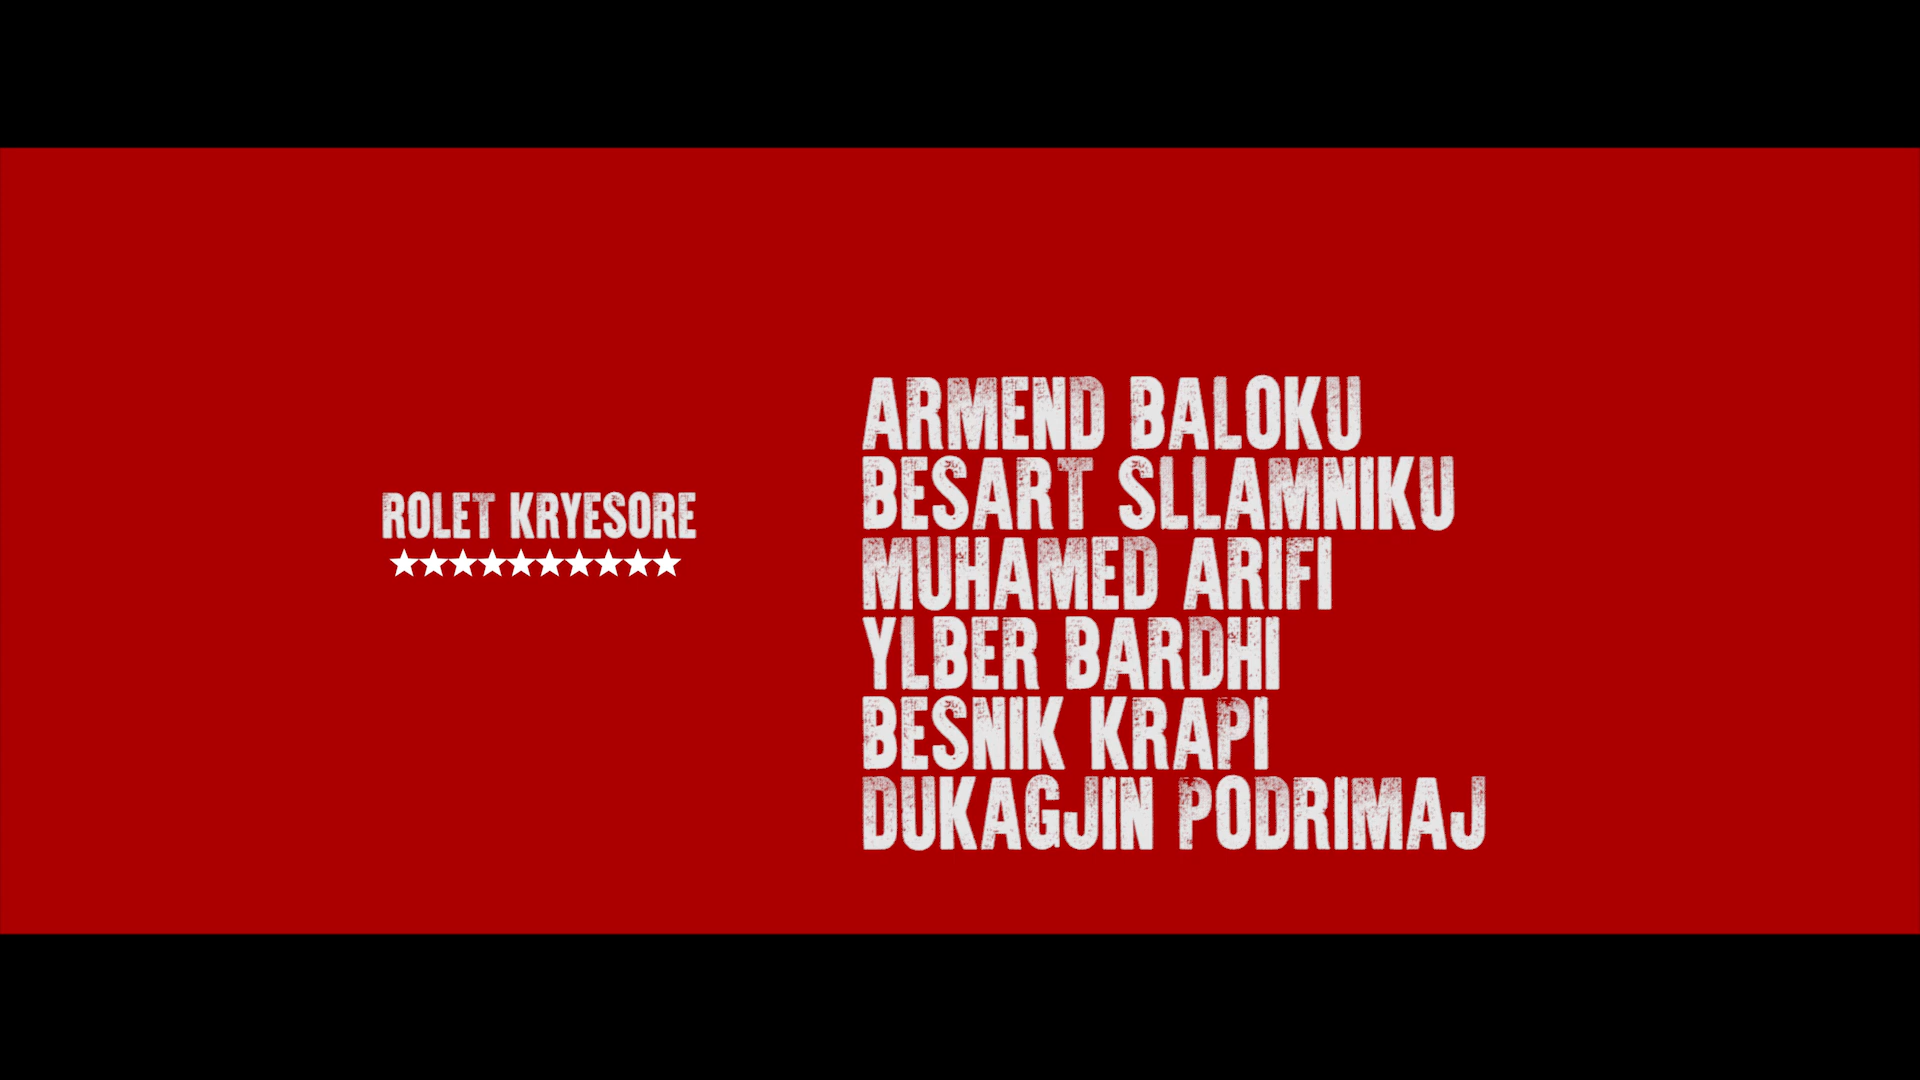 ROLET KRYESORE
ARMEND BALOKU
BESART SLLAMNIKU
MUHAMED ARIFI
YLBER BARDHI
BESNIK KRAPI
DUKAGJIN PODRIMAJ